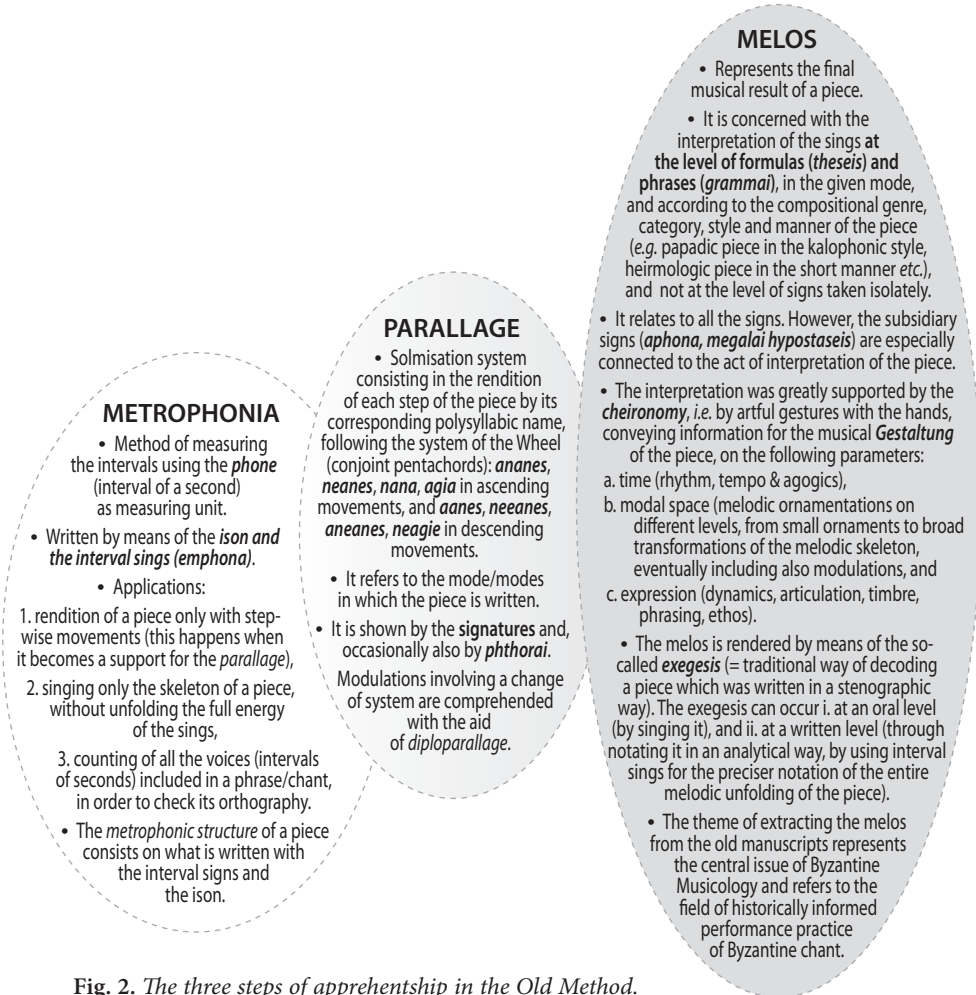 METROPHONIA
• Method of measuring
the intervals using the phone
(interval of a second)
as measuring unit.
• Written by means of the ison and
the interval sings (emphona).
• Applications:
1. rendition of a piece only with step-
wise movements (this happens when
it becomes a support for the parallage),
2. singing only the skeleton of a piece,
without unfolding the full energy
of the sings,
3. counting of all the voices (intervals
of seconds) included in a phrase/chant,
in order to check its orthography.
• The metrophonic structure of a piece
consists on what is written with
the interval signs and
the ison.
PARALLAGE
• Solmisation system
consisting in the rendition
of each step of the piece by its
corresponding polysyllabic name,
following the system of the Wheel
(conjoint pentachords): ananes,
neanes, nana, agia in ascending
movements, and aanes, neeanes,
aneanes, neagie in descending
movements.
• It refers to the mode/modes
in which the piece is written.
• It is shown by the signatures and,
occasionally also by phthorai.
Modulations involving a change
of system are comprehended
with the aid
of diploparallage.
MELOS
• Represents the final
musical result of a piece.
• It is concerned with the
interpretation of the sings at
the level of formulas (theseis) and
phrases (grammai), in the given mode,
and according to the compositional genre,
category, style and manner of the piece
(e.g. papadic piece in the kalophonic style,
heirmologic piece in the short manner etc.),
and not at the level of signs taken isolately.
• It relates to all the signs. However, the subsidiary
signs (aphona, megalai hypostaseis) are especially
connected to the act of interpretation of the piece.
• The interpretation was greatly supported by the
cheironomy, i.e. by artful gestures with the hands,
conveying information for the musical Gestaltung
of the piece, on the following parameters:
a. time (rhythm, tempo & agogics),
b. modal space (melodic ornamentations on
different levels, from small ornaments to broad
transformations of the melodic skeleton,
eventually including also modulations, and
c. expression (dynamics, articulation, timbre,
phrasing, ethos).
• The melos is rendered by means of the so-
called exegesis (= traditional way of decoding
a piece which was written in a stenographic
way). The exegesis can occur i. at an oral level
(by singing it), and ii. at a written level (through
notating it in an analytical way, by using interval
sings for the preciser notation of the entire
melodic unfolding of the piece).
• The theme of extracting the melos
from the old manuscripts represents
the central issue of Byzantine
Musicology and refers to the
field of historically informed
performance practice
of Byzantine chant.
Fig. 2. The three steps of apprehentship in the Old Method.